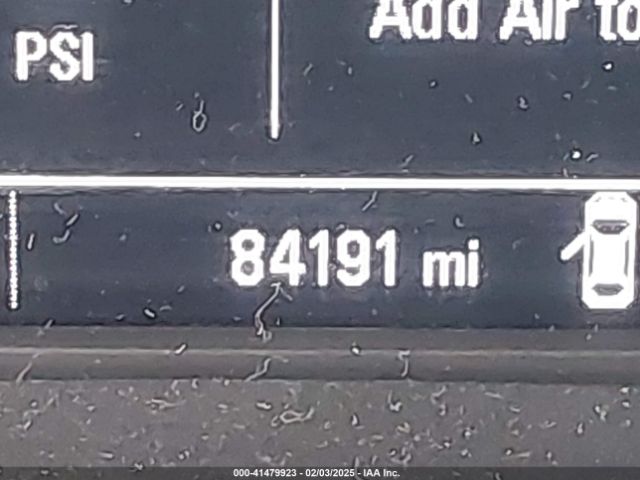 PSI
Add Air to
84191 mi
000-41479923 - 02/03/2025 - IAA Inc.